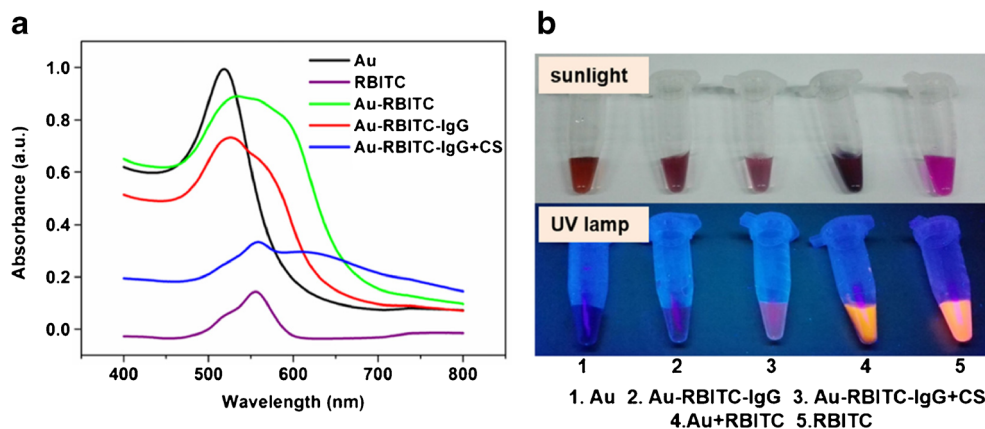 a
Absorbance (a.u.)
1.0
0.8
0.6
0.4
0.2
0.0
400 500 600 700 800
Wavelength (nm)
Au
RBITC
Au-RBITC
Au-RBITC-IgG
Au-RBITC-IgG+CS
b
sunlight
UV lamp
1 2 3 4 5
1. Au 2. Au-RBITC-IgG 3. Au-RBITC-IgG+CS
4.Au+RBITC 5.RBITC